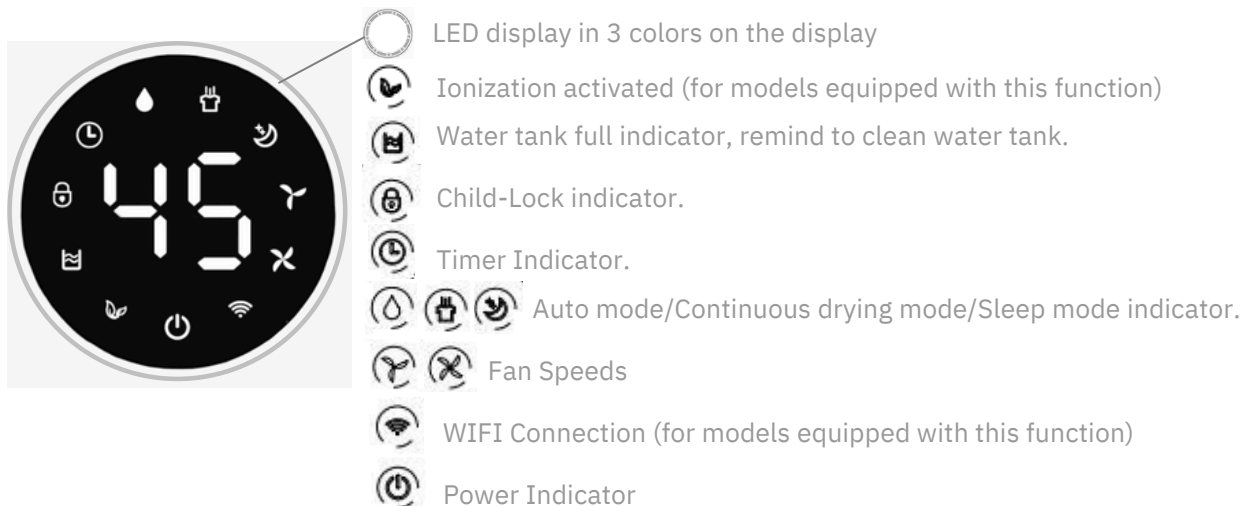 LED display in 3 colors on the display
Ionization activated (for models equipped with this function)
Water tank full indicator, remind to clean water tank.
Child-Lock indicator.
Timer Indicator.
Auto mode/Continuous drying mode/Sleep mode indicator.
Fan Speeds
WIFI Connection (for models equipped with this function)
Power Indicator
45